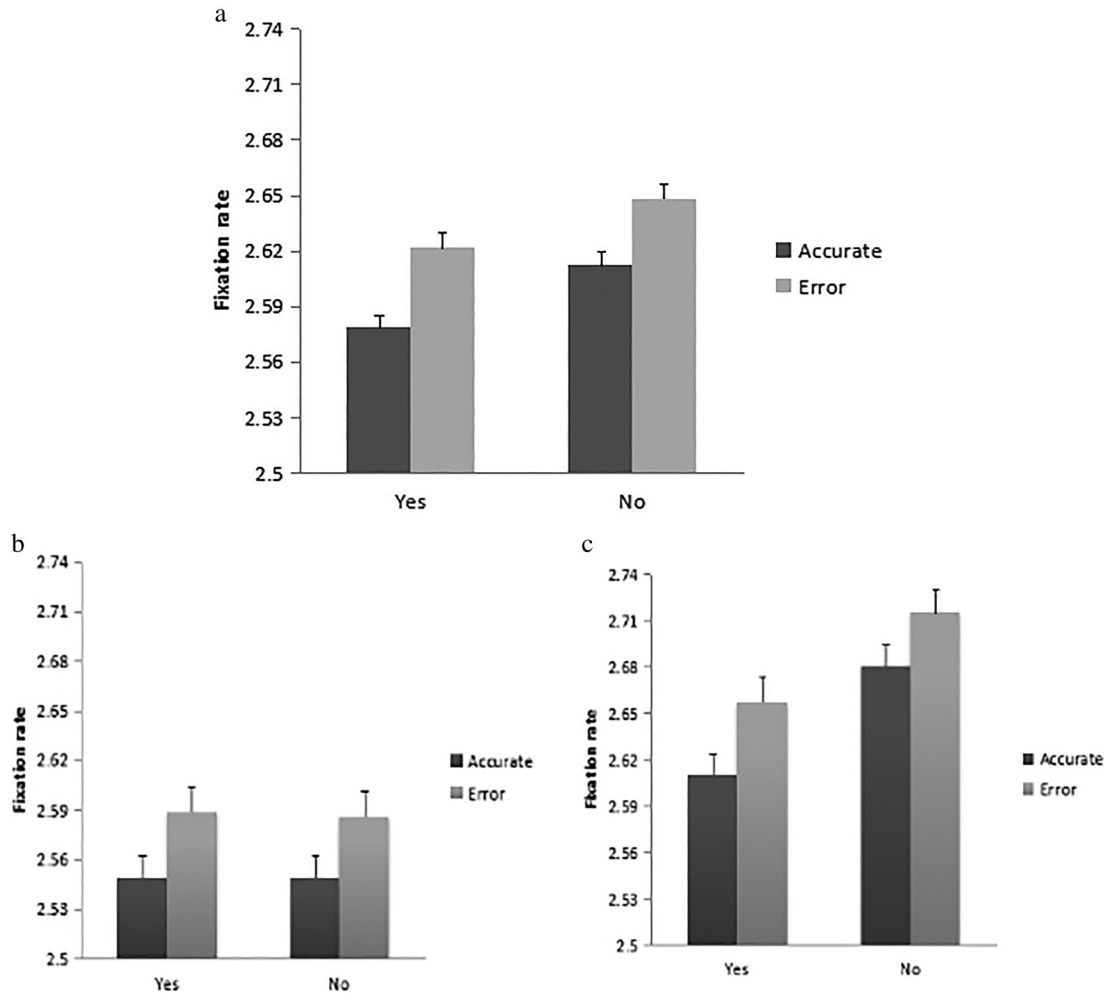 a
2.74
2.71
2.68
2.65
2.62
2.59
2.56
2.53
2.5
Fixation rate
Yes
No
Accurate
Error
b
2.74
2.71
2.68
2.65
2.62
2.59
2.56
2.53
2.5
Fixation rate
Yes
No
Accurate
Error
c
2.74
2.71
2.68
2.65
2.62
2.59
2.56
2.53
2.5
Fixation rate
Yes
No
Accurate
Error